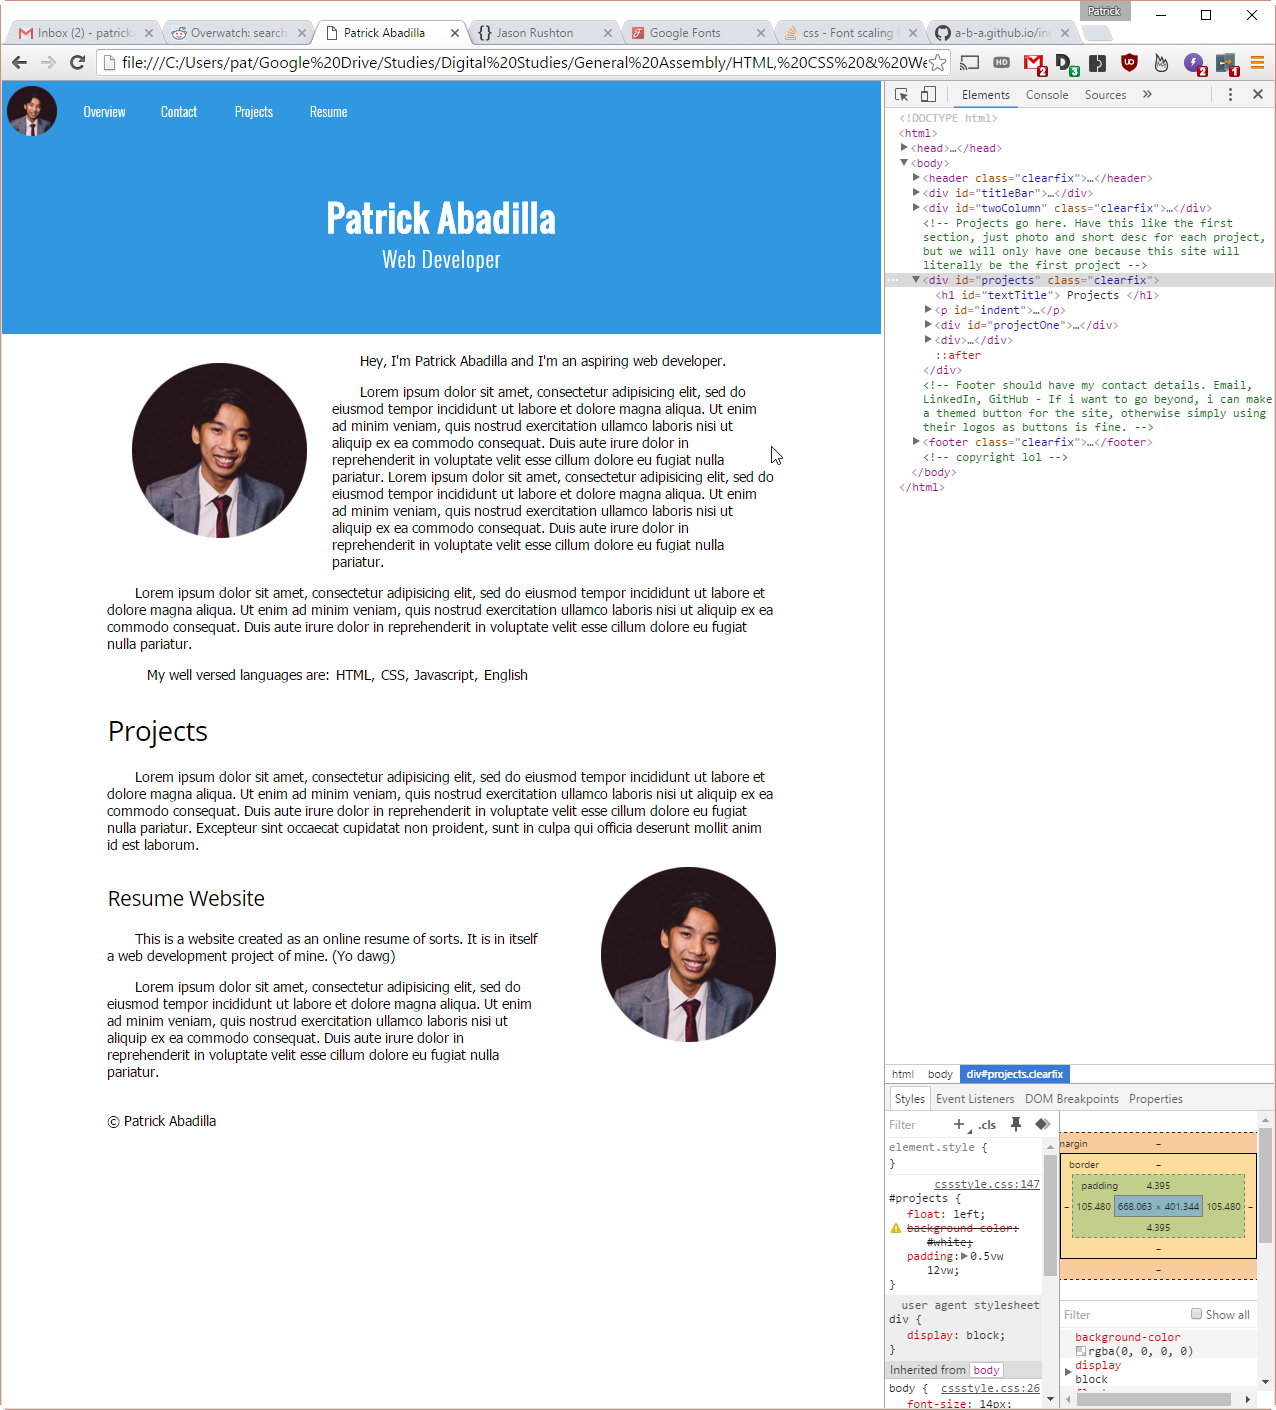 Patrick
Inbox (2) - patrick.
Overwatch: search
Patrick Abadilla
Jason Rushton
Google Fonts
css - Font scaling
a-b-a.github.io/in
file:///C:/Users/pat/Google%20Drive/Studies/Digital%20Studies/General%20Assembly/HTML,%20CSS%20&%20We
HD
2
3
UO
2
1
Overview
Contact
Projects
Resume
Patrick Abadilla
Web Developer
Hey, I'm Patrick Abadilla and I'm an aspiring web developer.
Lorem ipsum dolor sit amet, consectetur adipisicing elit, sed do
eiusmod tempor incididunt ut labore et dolore magna aliqua. Ut enim
ad minim veniam, quis nostrud exercitation ullamco laboris nisi ut
aliquip ex ea commodo consequat. Duis aute irure dolor in
reprehenderit in voluptate velit esse cillum dolore eu fugiat nulla
pariatur. Lorem ipsum dolor sit amet, consectetur adipisicing elit, sed do
eiusmod tempor incididunt ut labore et dolore magna aliqua. Ut enim
ad minim veniam, quis nostrud exercitation ullamco laboris nisi ut
aliquip ex ea commodo consequat. Duis aute irure dolor in
reprehenderit in voluptate velit esse cillum dolore eu fugiat nulla
pariatur.
Lorem ipsum dolor sit amet, consectetur adipisicing elit, sed do eiusmod tempor incididunt ut labore et
dolore magna aliqua. Ut enim ad minim veniam, quis nostrud exercitation ullamco laboris nisi ut aliquip ex ea
commodo consequat. Duis aute irure dolor in reprehenderit in voluptate velit esse cillum dolore eu fugiat
nulla pariatur.
My well versed languages are: HTML, CSS, Javascript, English
Projects
Lorem ipsum dolor sit amet, consectetur adipisicing elit, sed do eiusmod tempor incididunt ut labore et
dolore magna aliqua. Ut enim ad minim veniam, quis nostrud exercitation ullamco laboris nisi ut aliquip ex ea
commodo consequat. Duis aute irure dolor in reprehenderit in voluptate velit esse cillum dolore eu fugiat
nulla pariatur. Excepteur sint occaecat cupidatat non proident, sunt in culpa qui officia deserunt mollit anim
id est laborum.
Resume Website
This is a website created as an online resume of sorts. It is in itself
a web development project of mine. (Yo dawg)
Lorem ipsum dolor sit amet, consectetur adipisicing elit, sed do
eiusmod tempor incididunt ut labore et dolore magna aliqua. Ut enim
ad minim veniam, quis nostrud exercitation ullamco laboris nisi ut
aliquip ex ea commodo consequat. Duis aute irure dolor in
reprehenderit in voluptate velit esse cillum dolore eu fugiat nulla
pariatur.
© Patrick Abadilla
Elements Console Sources »
<!DOCTYPE html>
<html>
<head>…</head>
<body>
<header class="clearfix">…</header>
<div id="titleBar">…</div>
<div id="twoColumn" class="clearfix">…</div>
<!-- Projects go here. Have this like the first
section, just photo and short desc for each project,
but we will only have one because this site will
literally be the first project -->
<div id="projects" class="clearfix">
<h1 id="textTitle"> Projects </h1>
<p id="indent">…</p>
<div id="projectOne">…</div>
<div>…</div>
::after
</div>
<!-- Footer should have my contact details. Email,
LinkedIn, GitHub - If i want to go beyond, i can make
a themed button for the site, otherwise simply using
their logos as buttons is fine. -->
<footer class="clearfix">…</footer>
<!-- copyright lol -->
</body>
</html>
html body div#projects.clearfix
Styles Event Listeners DOM Breakpoints Properties
Filter + .cls
element.style {
}
cssstyle.css:147
#projects {
float: left;
background-color:
#white;
padding: 0.5vw
12vw;
}
user agent stylesheet
div {
display: block;
}
Inherited from body
body { cssstyle.css:26
font-size: 14px;
margin –
border –
padding 4.395
– 105.480 668.063 × 401.344 105.480 –
4.395
–
–
Filter Show all
background-color
rgba(0, 0, 0, 0)
display
block